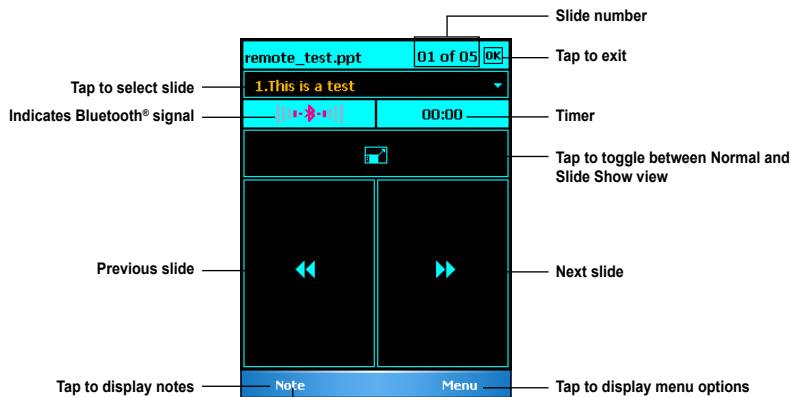 Slide number
remote_test.ppt
01 of 05
OK
Tap to exit
Tap to select slide
1.This is a test
Indicates Bluetooth® signal
00:00
Timer
Tap to toggle between Normal and
Slide Show view
Previous slide
Next slide
Tap to display notes
Note
Menu
Tap to display menu options